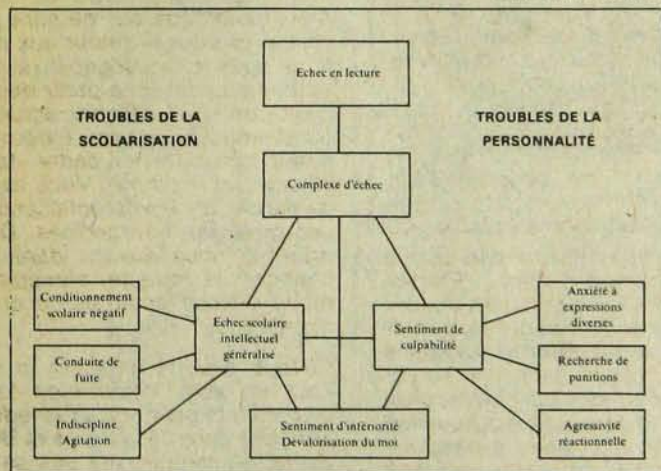 Echec en lecture
TROUBLES DE LA
SCOLARISATION
TROUBLES DE LA
PERSONNALITÉ
Complexe d'échec
Conditionnement
scolaire négatif
Conduite de
fuite
Indiscipline
Agitation
Echec scolaire
intellectuel
généralisé
Sentiment de
culpabilité
Sentiment d'infériorité
Dévalorisation du moi
Anxiété à
expressions
diverses
Recherche de
punitions
Agressivité
réactionnelle